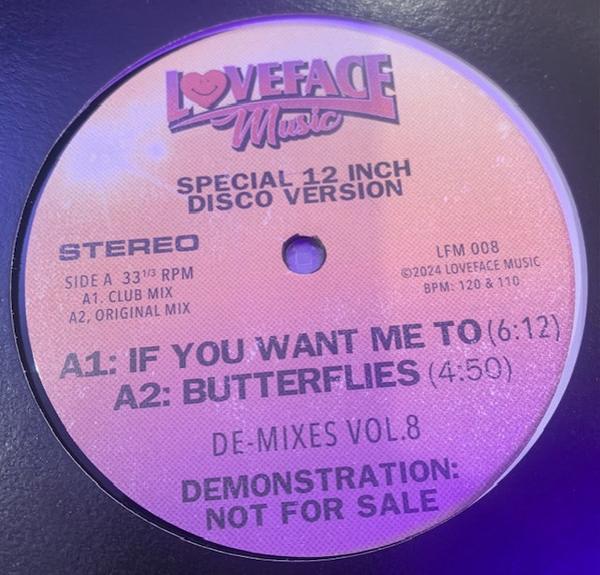 LOVEFACE
Music
SPECIAL 12 INCH
DISCO VERSION
STEREO
SIDE A 33 1/3 RPM
A1. CLUB MIX
A2, ORIGINAL MIX
LFM 008
©2024 LOVEFACE MUSIC
BPM: 120 & 110
A1: IF YOU WANT ME TO (6:12)
A2: BUTTERFLIES (4:50)
DE-MIXES VOL.8
DEMONSTRATION:
NOT FOR SALE